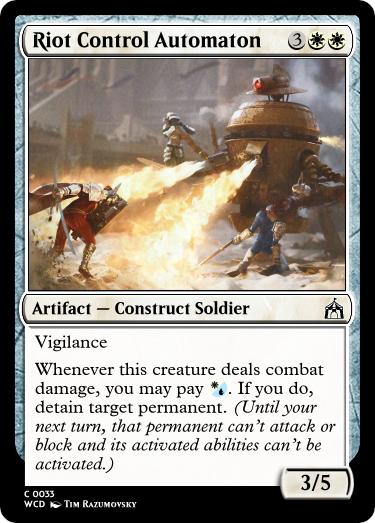 Riot Control Automaton 3
Artifact — Construct Soldier
Vigilance
Whenever this creature deals combat
damage, you may pay . If you do,
detain target permanent. (Until your
next turn, that permanent can't attack or
block and its activated abilities can't be
activated.)
3/5
C 0033
WCD Tim Razumovsky